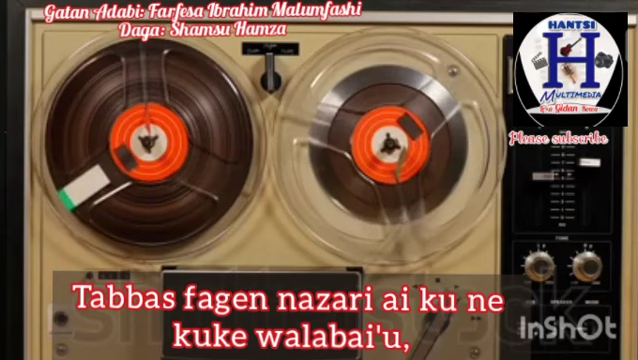 Gatan Adabi: Farfesa Ibrahim Malumfashi
Daga: Shamsu Hamza
HANTSI
H
MULTIMEDIA
Gidan
Please subscribe
Tabbas fagen nazari ai ku ne
kuke walabai'u,
InShOt